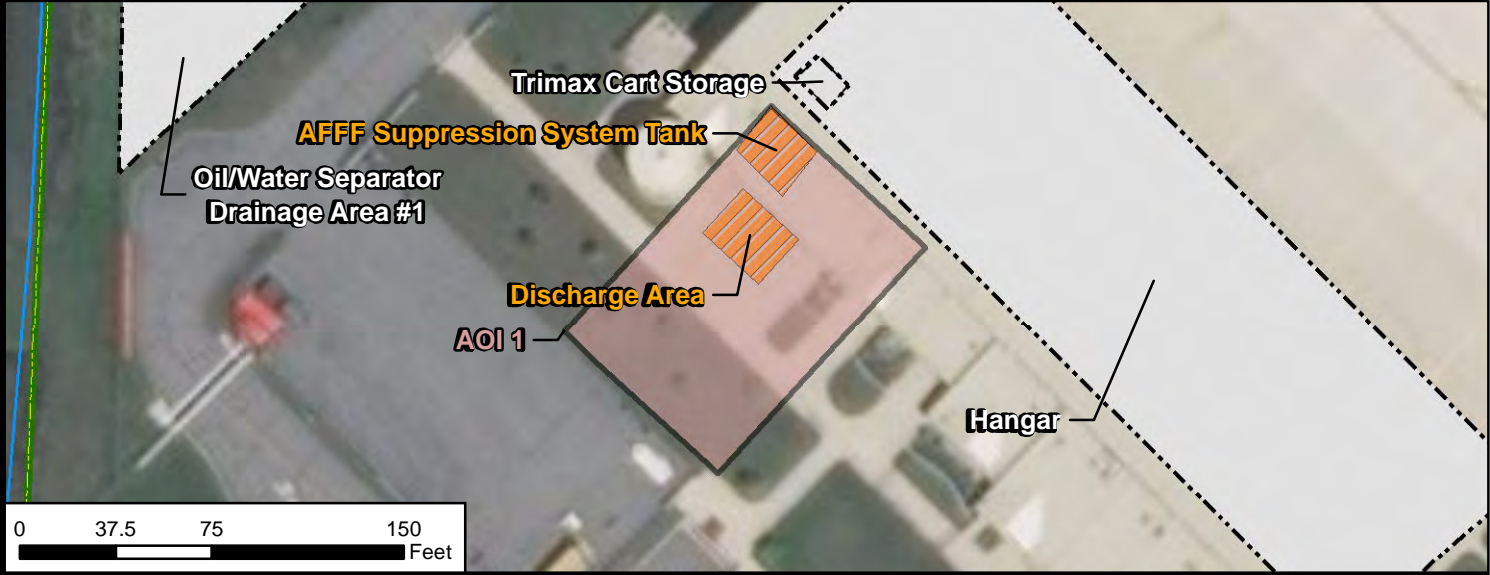 Trimax Cart Storage
AFFF Suppression System Tank
Oil/Water Separator
Drainage Area #1
Discharge Area
AOI 1
Hangar
0 37.5 75 150
Feet